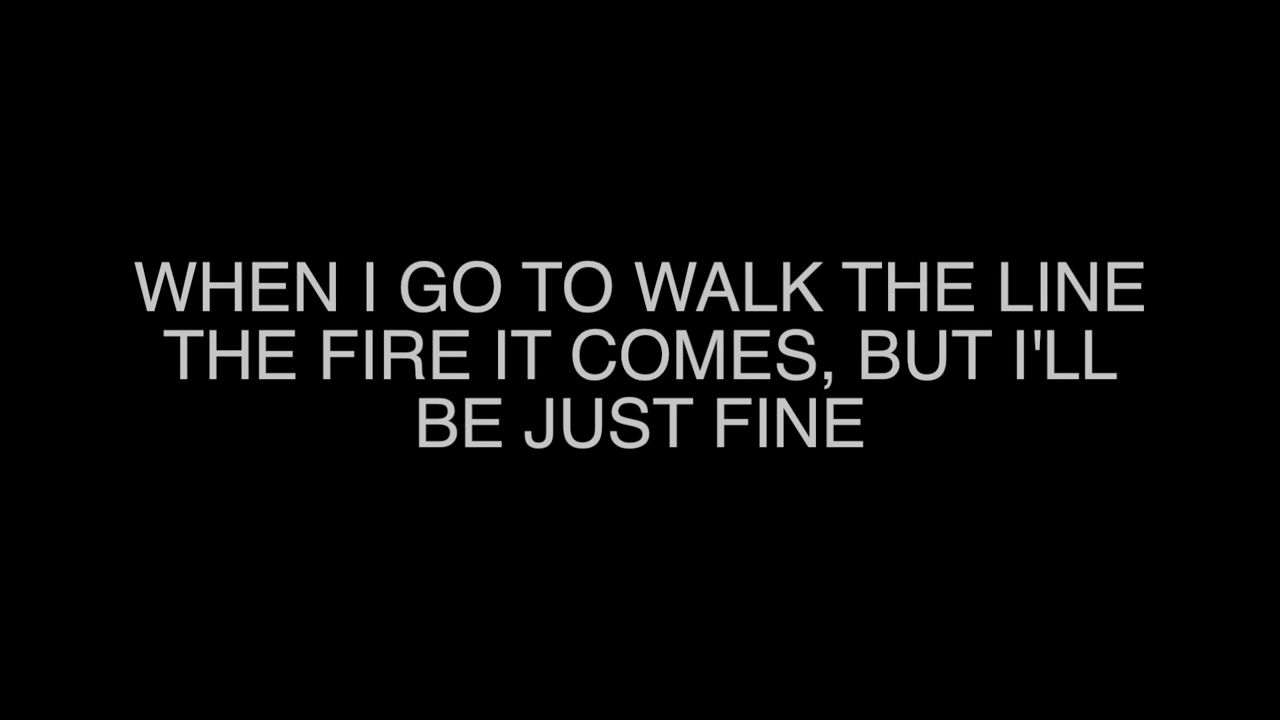 WHEN I GO TO WALK THE LINE
THE FIRE IT COMES, BUT I'LL
BE JUST FINE